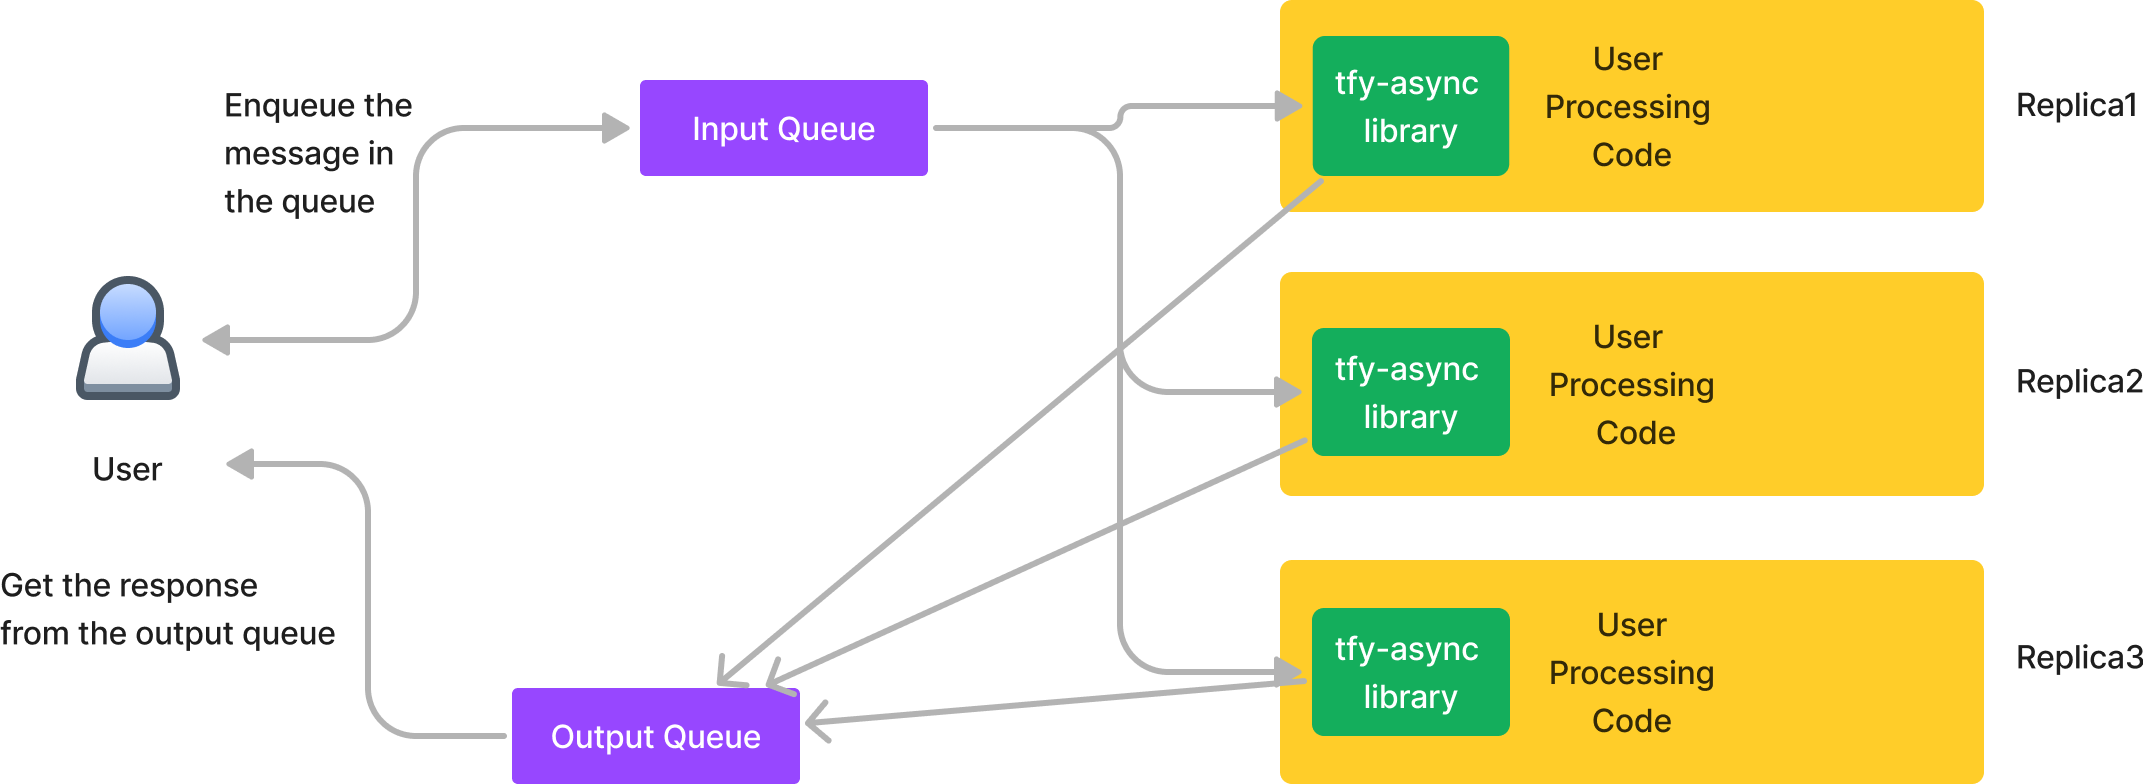 Enqueue the
message in
the queue
Input Queue
tfy-async
library
User
Processing
Code
Replica1
tfy-async
library
User
Processing
Code
Replica2
User
Get the response
from the output queue
Output Queue
tfy-async
library
User
Processing
Code
Replica3